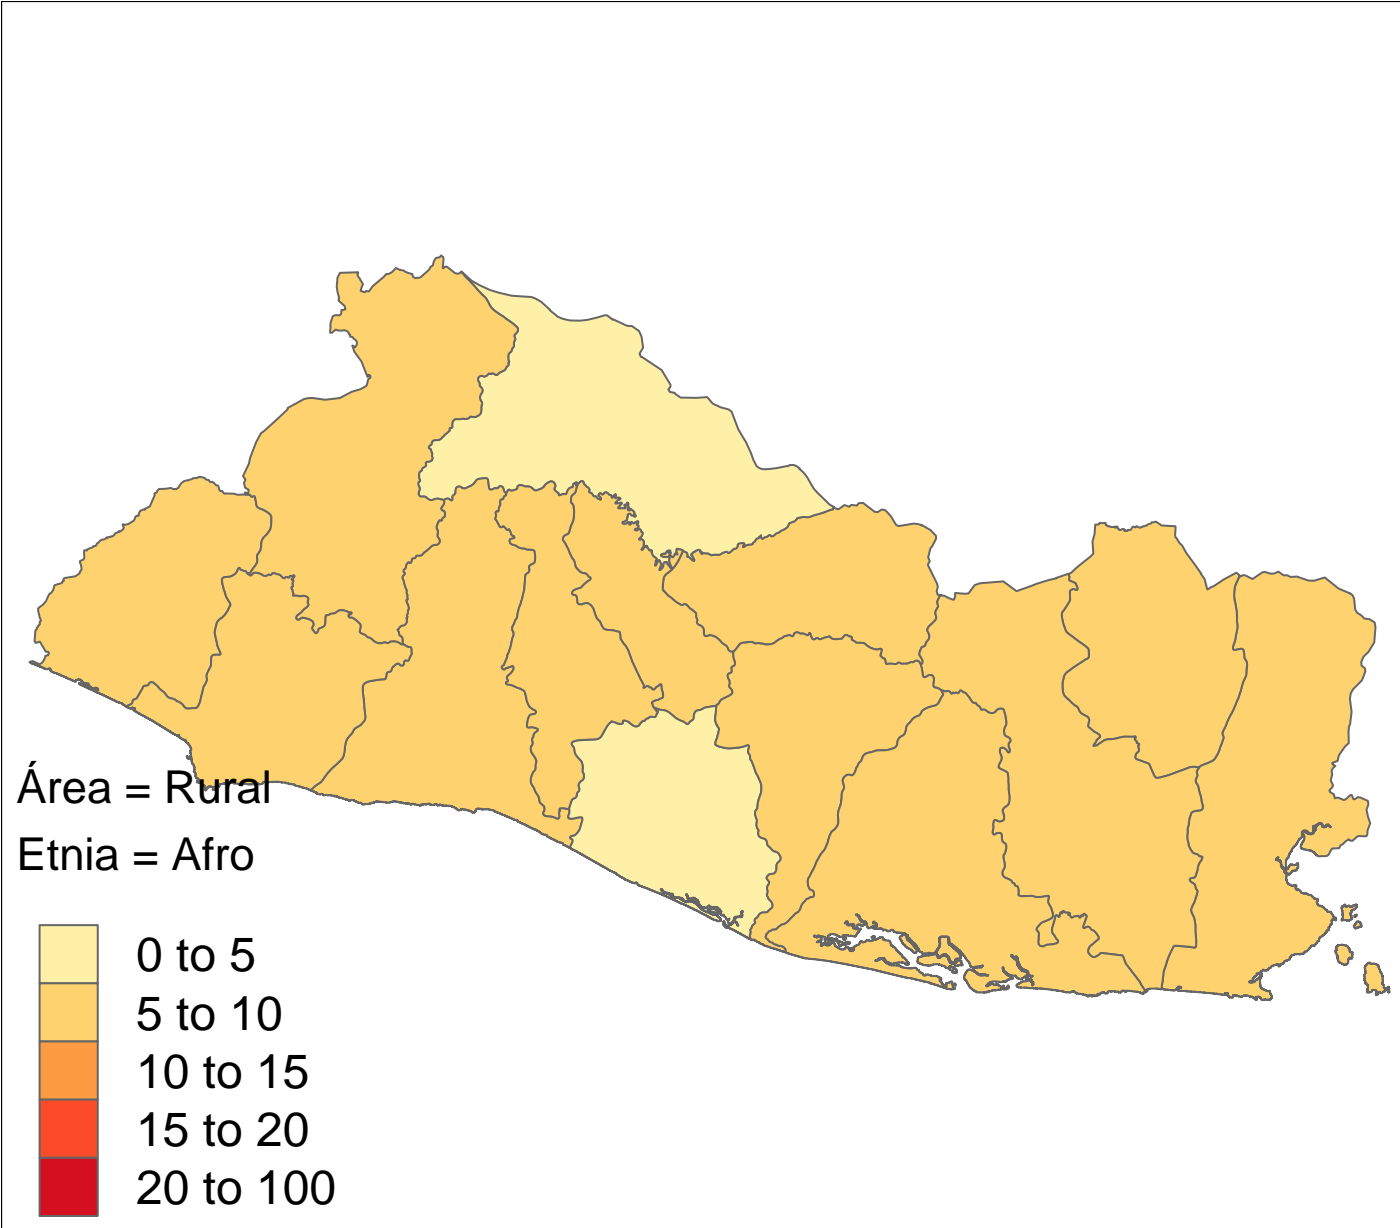 Área = Rural
Etnia = Afro
0 to 5
5 to 10
10 to 15
15 to 20
20 to 100